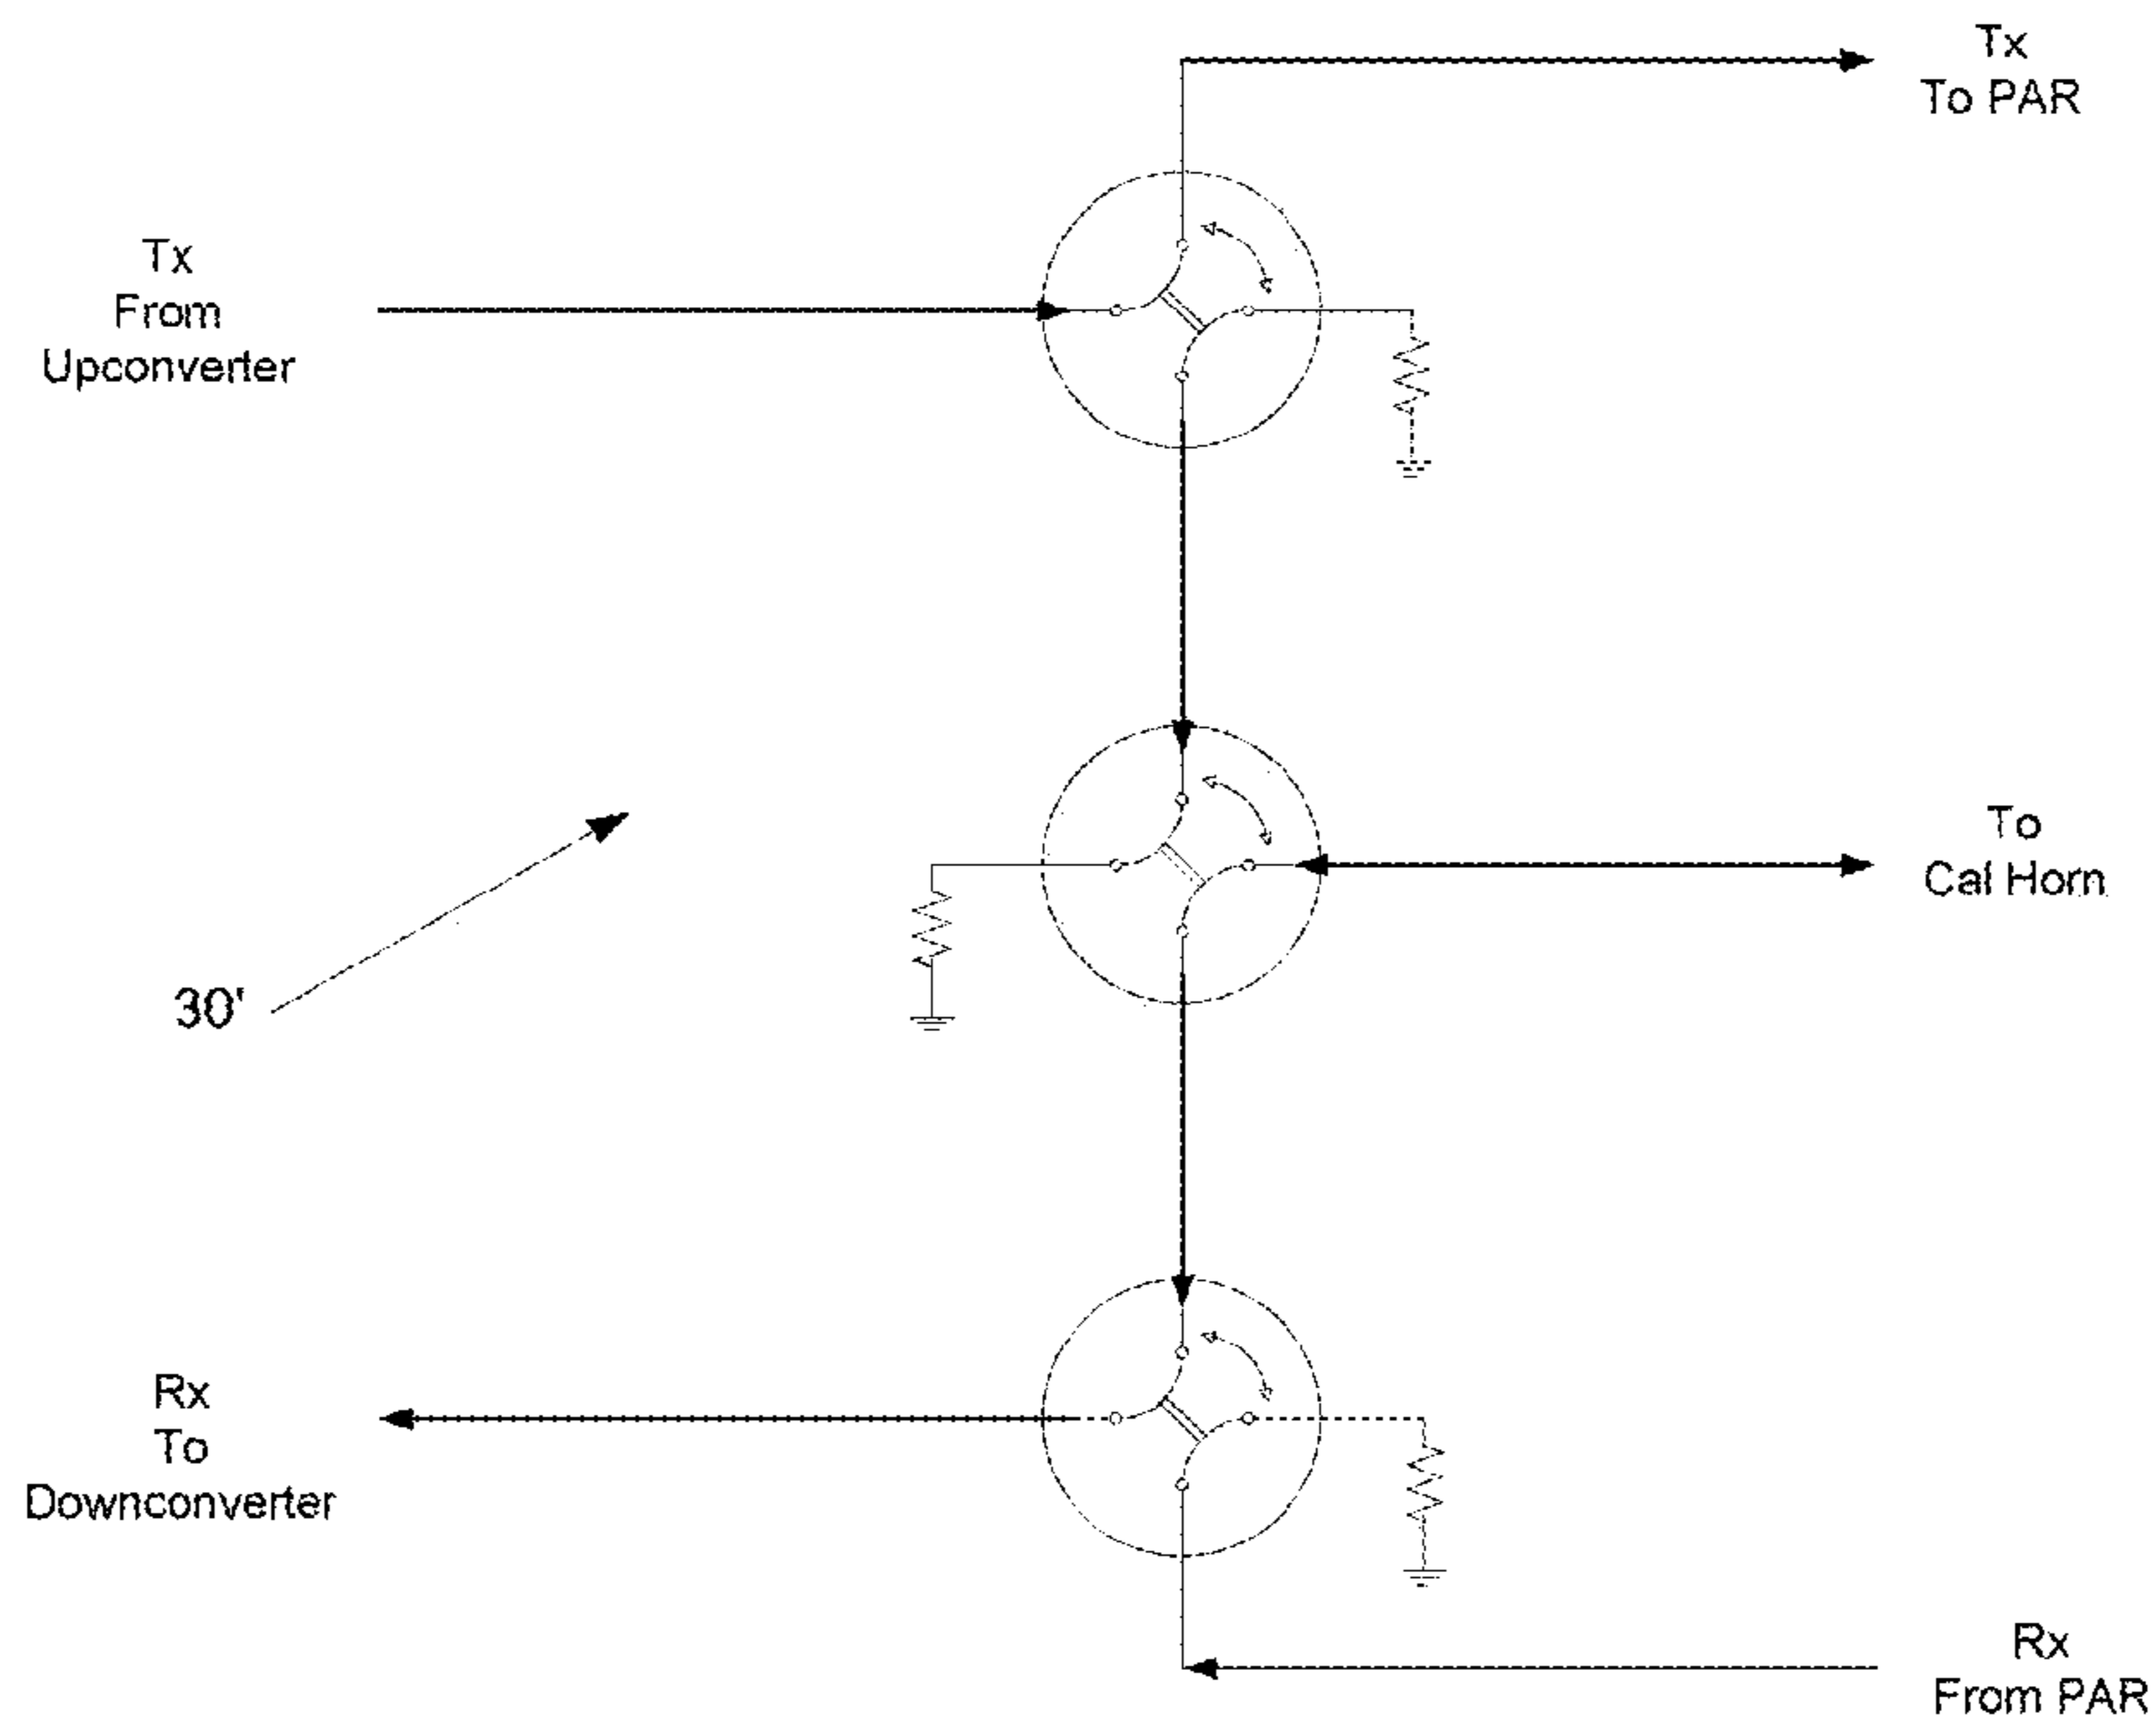 Tx
To PAR
Tx
From
Upconverter
To
Cal Horn
30'
Rx
To
Downconverter
Rx
From PAR